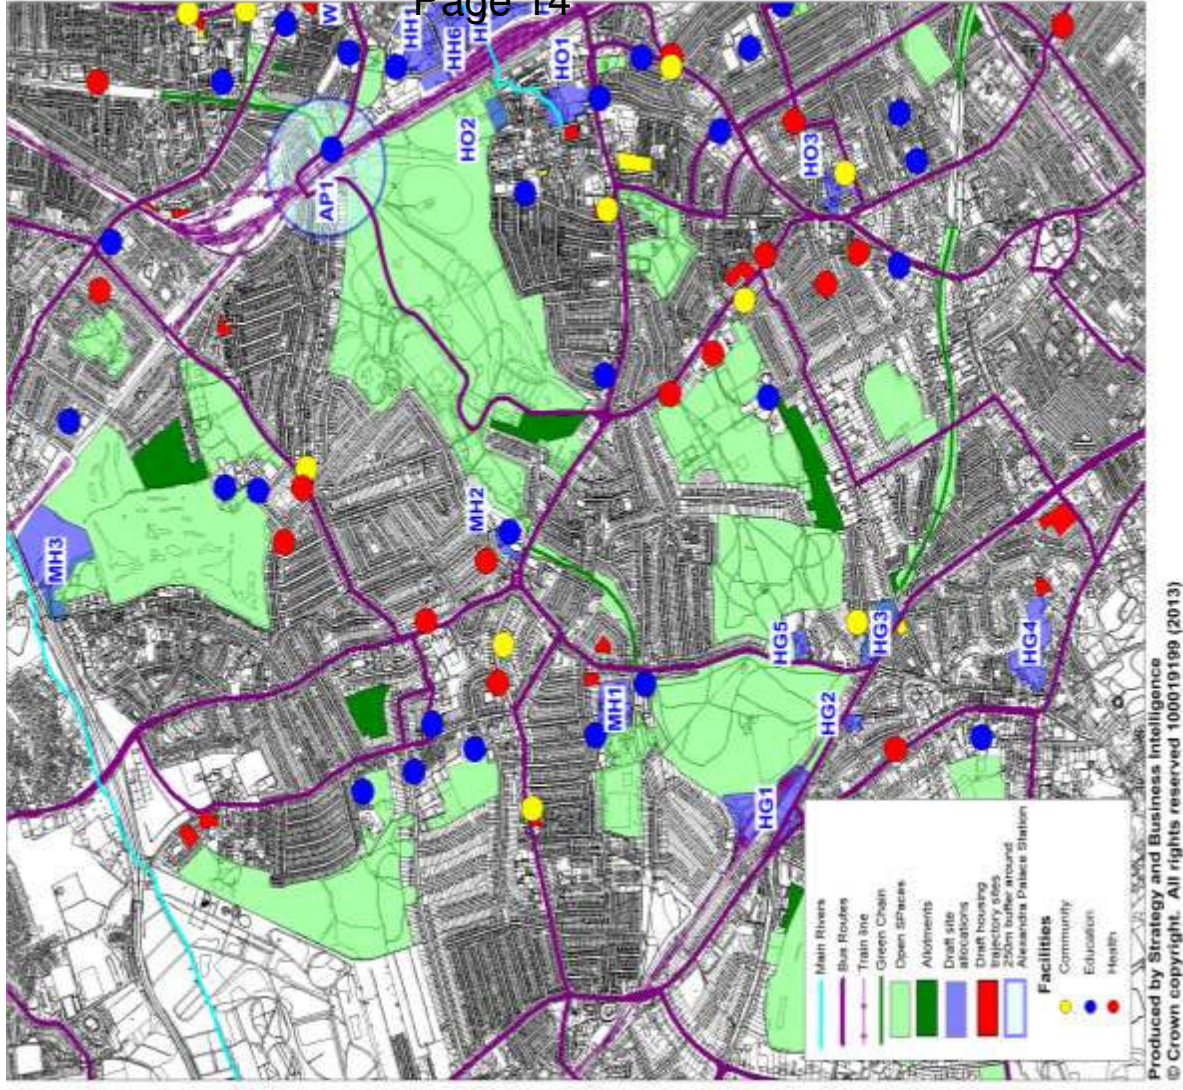 Page 14
W
HH1
HH6
HO1
HO2
AP1
HO3
MH3
MH2
MH1
HG5
HG3
HG4
HG2
HG1
Main Rivers
Bus Routes
Train line
Green Chain
Open SPaces
Allotments
Draft site
allocations
Draft housing
trajectory sites
250m buffer around
Alexandra Palace Station
Facilities
Community
Education
Health
Produced by Strategy and Business Intelligence
© Crown copyright. All rights reserved 100019199 (2013)